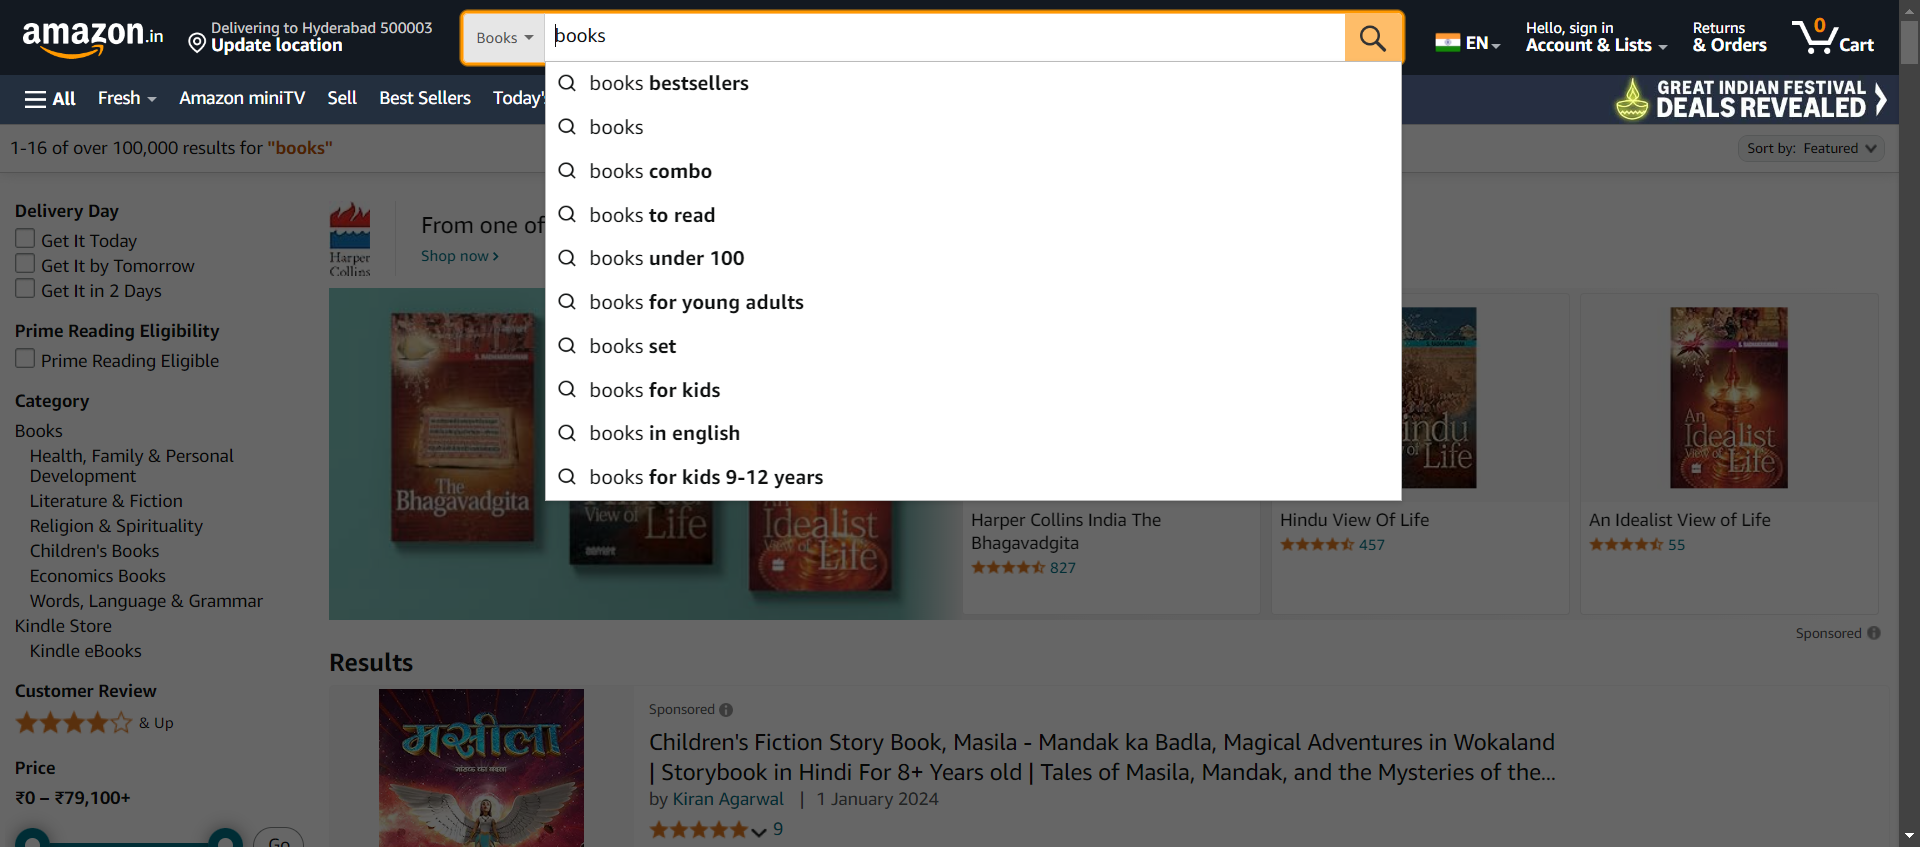 amazon.in
Delivering to Hyderabad 500003
Update location
Books
books
EN
Hello, sign in
Account & Lists
Returns
& Orders
0
Cart
All
Fresh
Amazon miniTV
Sell
Best Sellers
Today'
GREAT INDIAN FESTIVAL
DEALS REVEALED
books bestsellers
books
books combo
books to read
books under 100
books for young adults
books set
books for kids
books in english
books for kids 9-12 years
1-16 of over 100,000 results for "books"
Sort by: Featured
Delivery Day
Get It Today
Get It by Tomorrow
Get It in 2 Days
Prime Reading Eligibility
Prime Reading Eligible
Category
Books
Health, Family & Personal
Development
Literature & Fiction
Religion & Spirituality
Children's Books
Economics Books
Words, Language & Grammar
Kindle Store
Kindle eBooks
Customer Review
& Up
Price
₹0 – ₹79,100+
Go
Harper
Collins
From one of
Shop now ›
The
Bhagavadgita
View of Life
An
Idealist
View of Life
Hindu
of Life
An
Idealist
View of Life
Harper Collins India The
Bhagavadgita
827
Hindu View Of Life
457
An Idealist View of Life
55
Sponsored
Results
मसीला
Sponsored
Children's Fiction Story Book, Masila - Mandak ka Badla, Magical Adventures in Wokaland
| Storybook in Hindi For 8+ Years old | Tales of Masila, Mandak, and the Mysteries of the...
by Kiran Agarwal | 1 January 2024
9